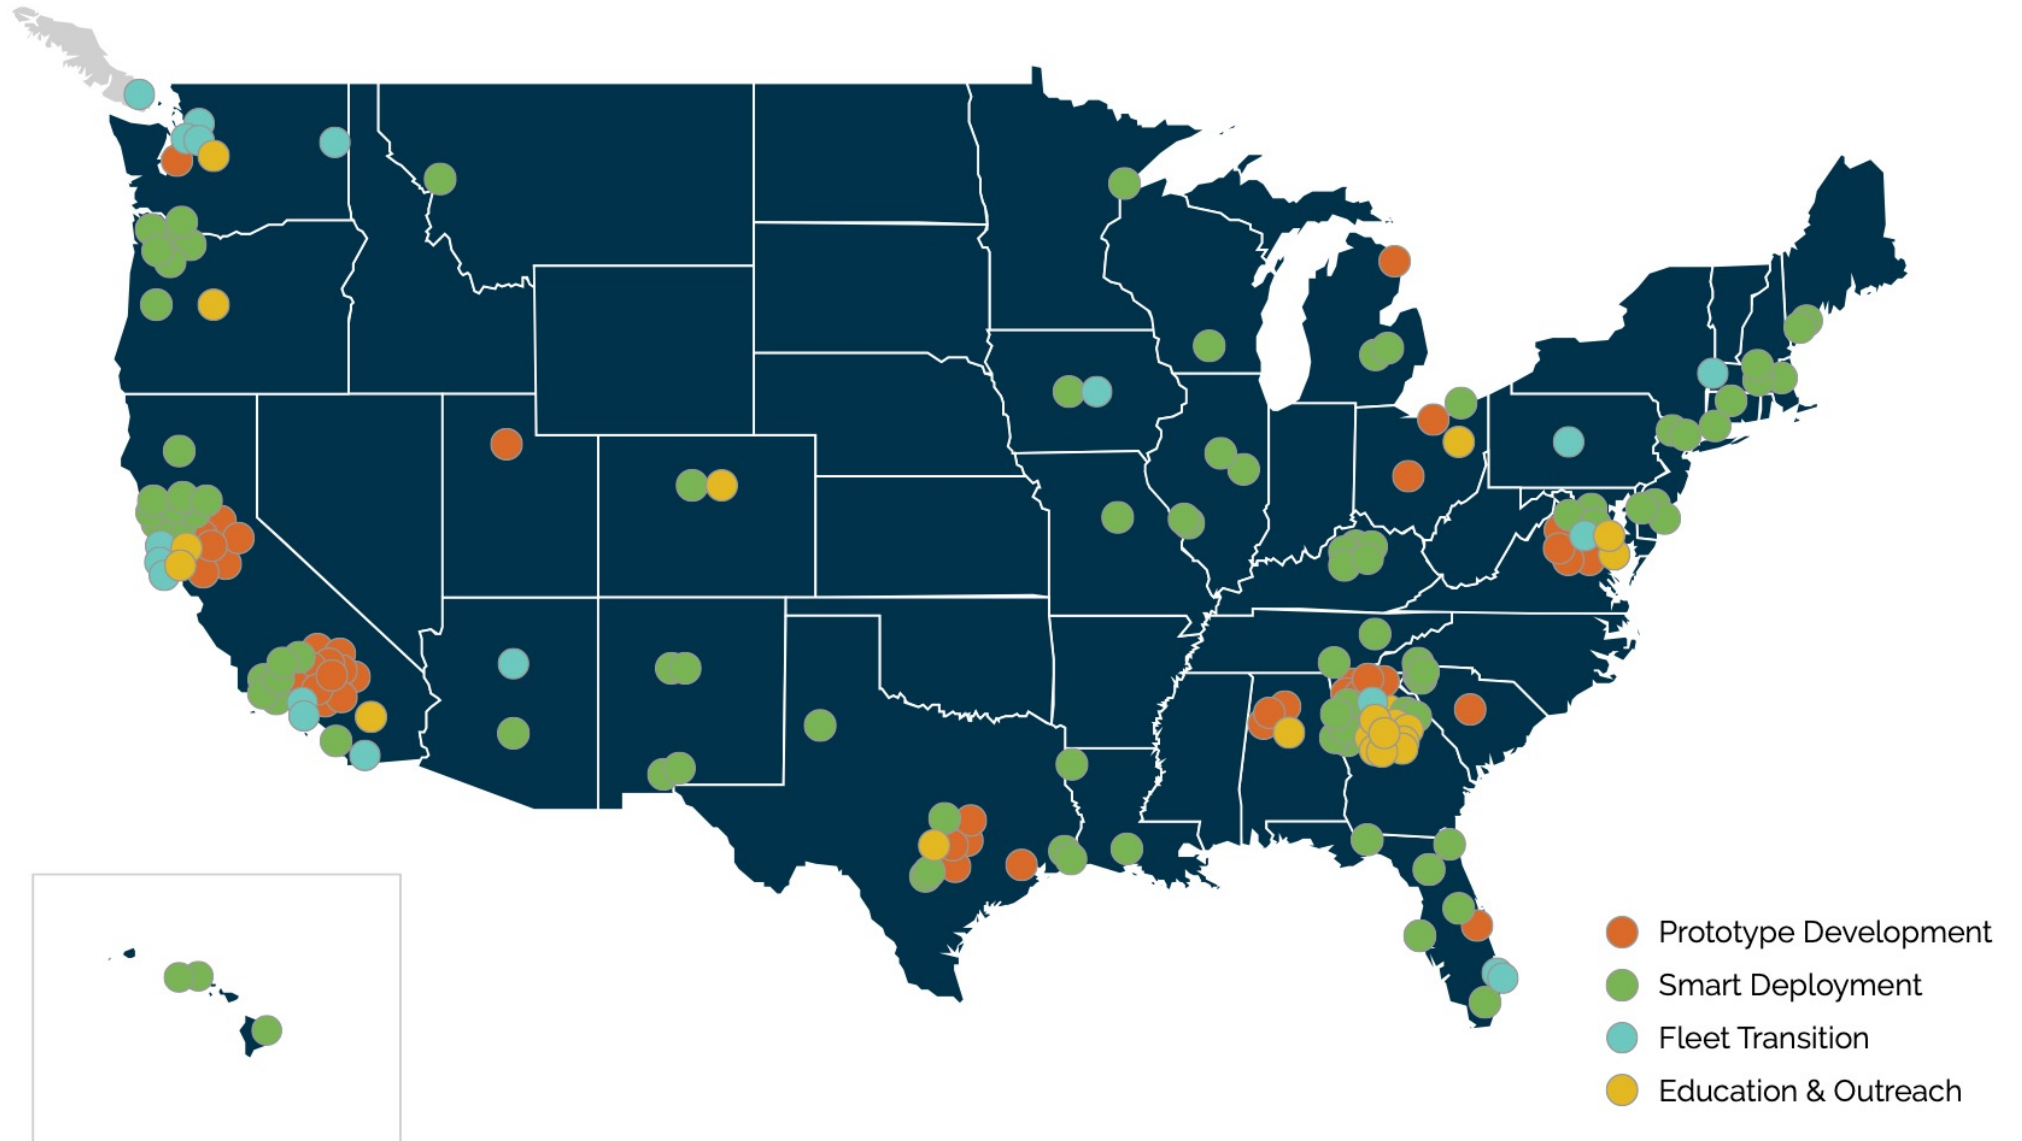 Prototype Development
Smart Deployment
Fleet Transition
Education & Outreach